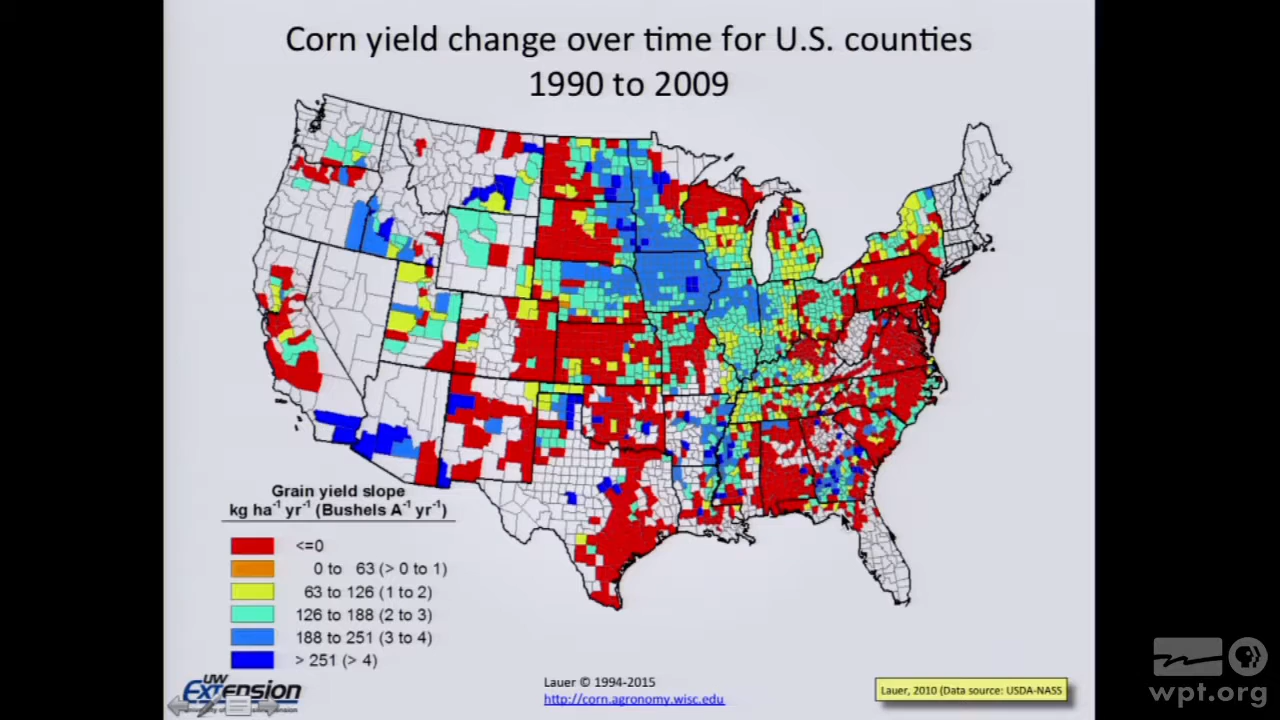 Corn yield change over time for U.S. counties
1990 to 2009
Grain yield slope
kg ha⁻¹ yr⁻¹ (Bushels A⁻¹ yr⁻¹)
<=0
0 to 63 (> 0 to 1)
63 to 126 (1 to 2)
126 to 188 (2 to 3)
188 to 251 (3 to 4)
> 251 (> 4)
UW
Extension
Lauer © 1994-2015
http://corn.agronomy.wisc.edu
Lauer, 2010 (Data source: USDA-NASS
PBS
wpt.org